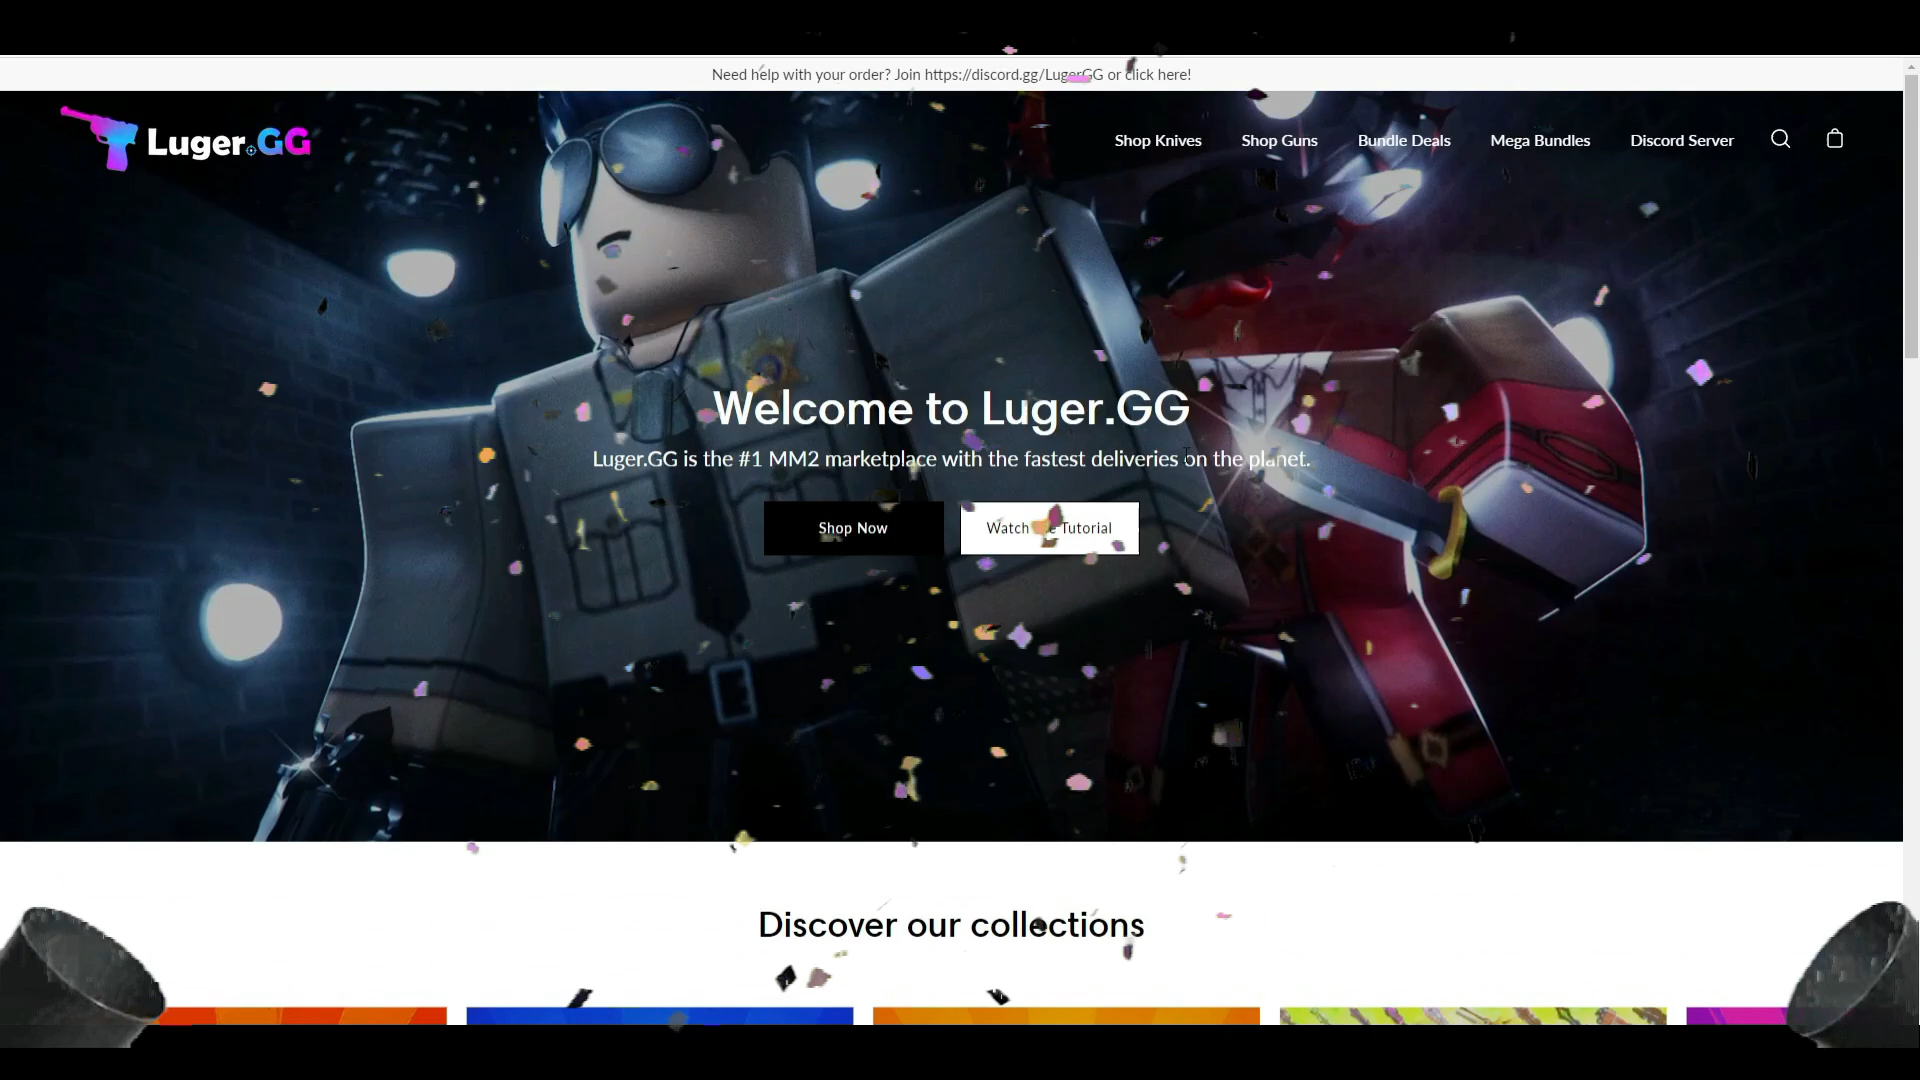 Need help with your order? Join https://discord.gg/LugerGG or click here!
Luger.GG
Shop Knives
Shop Guns
Bundle Deals
Mega Bundles
Discord Server
Welcome to Luger.GG
Luger.GG is the #1 MM2 marketplace with the fastest deliveries on the planet.
Shop Now
Watch Tutorial
Discover our collections